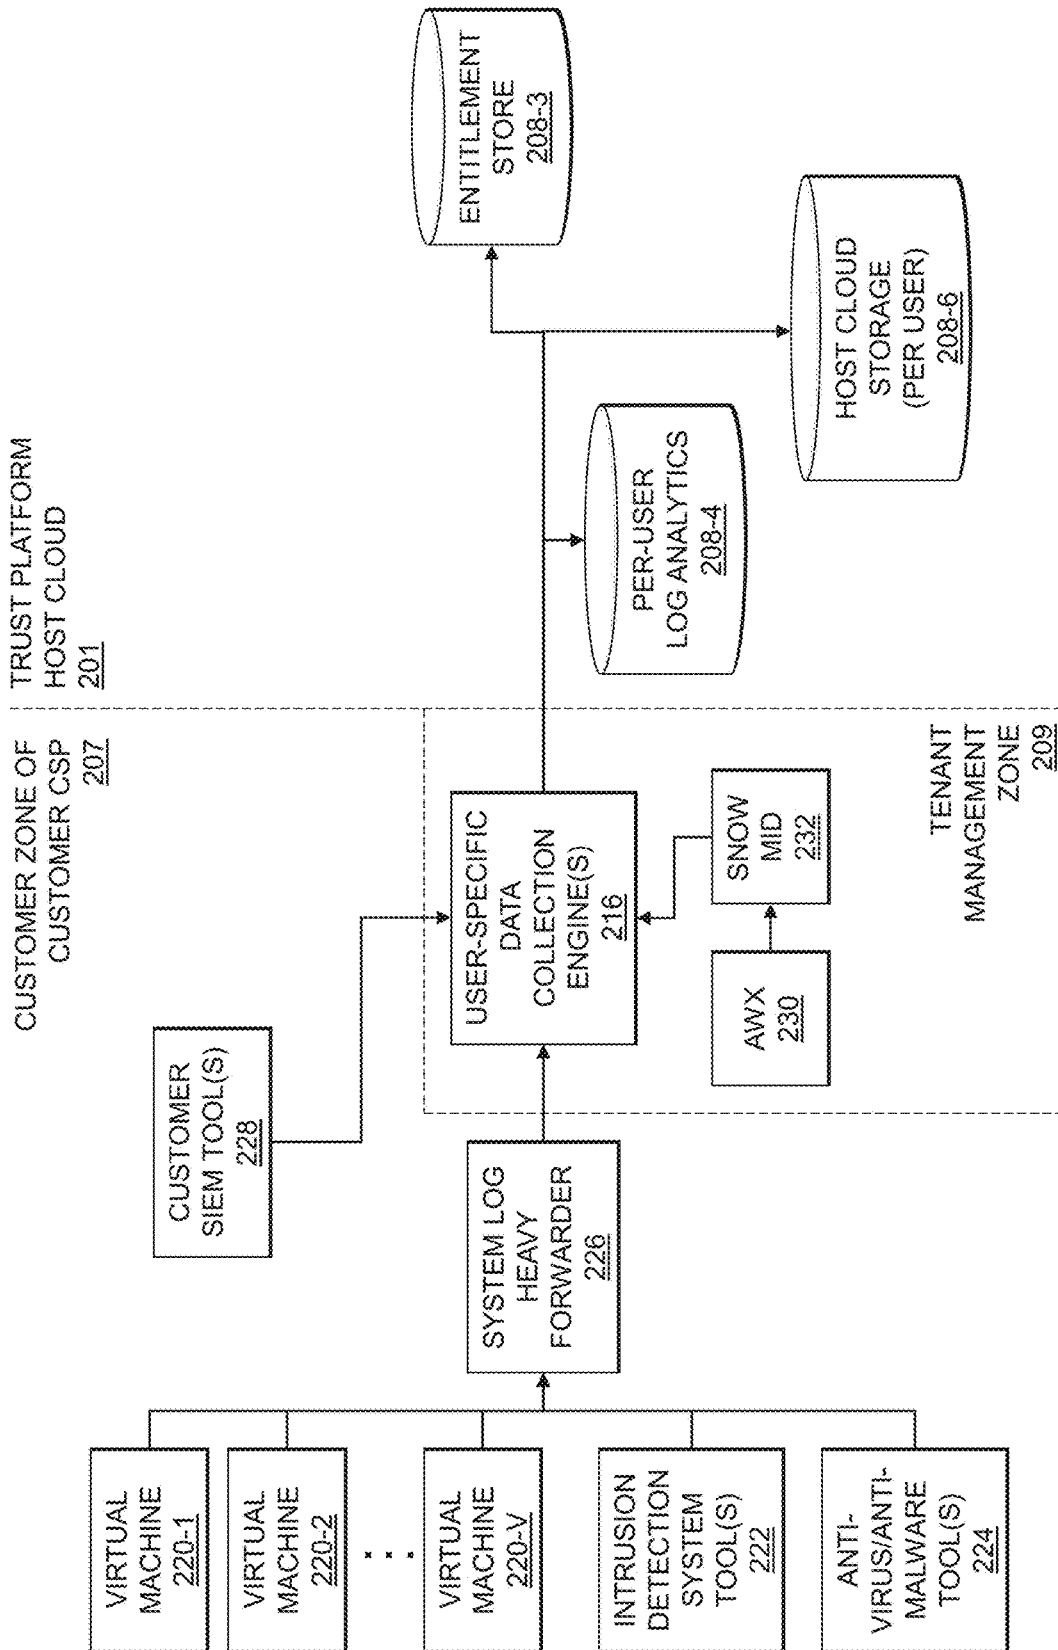 CUSTOMER ZONE OF
CUSTOMER CSP
207
TRUST PLATFORM
HOST CLOUD
201
VIRTUAL
MACHINE
220-1
VIRTUAL
MACHINE
220-2
. . .
VIRTUAL
MACHINE
220-V
INTRUSION
DETECTION
SYSTEM
TOOL(S)
222
ANTI-
VIRUS/ANTI-
MALWARE
TOOL(S)
224
SYSTEM LOG
HEAVY
FORWARDER
226
CUSTOMER
SIEM TOOL(S)
228
USER-SPECIFIC
DATA
COLLECTION
ENGINE(S)
216
AWX
230
SNOW
MID
232
TENANT
MANAGEMENT
ZONE
209
PER-USER
LOG ANALYTICS
208-4
ENTITLEMENT
STORE
208-3
HOST CLOUD
STORAGE
(PER USER)
208-6